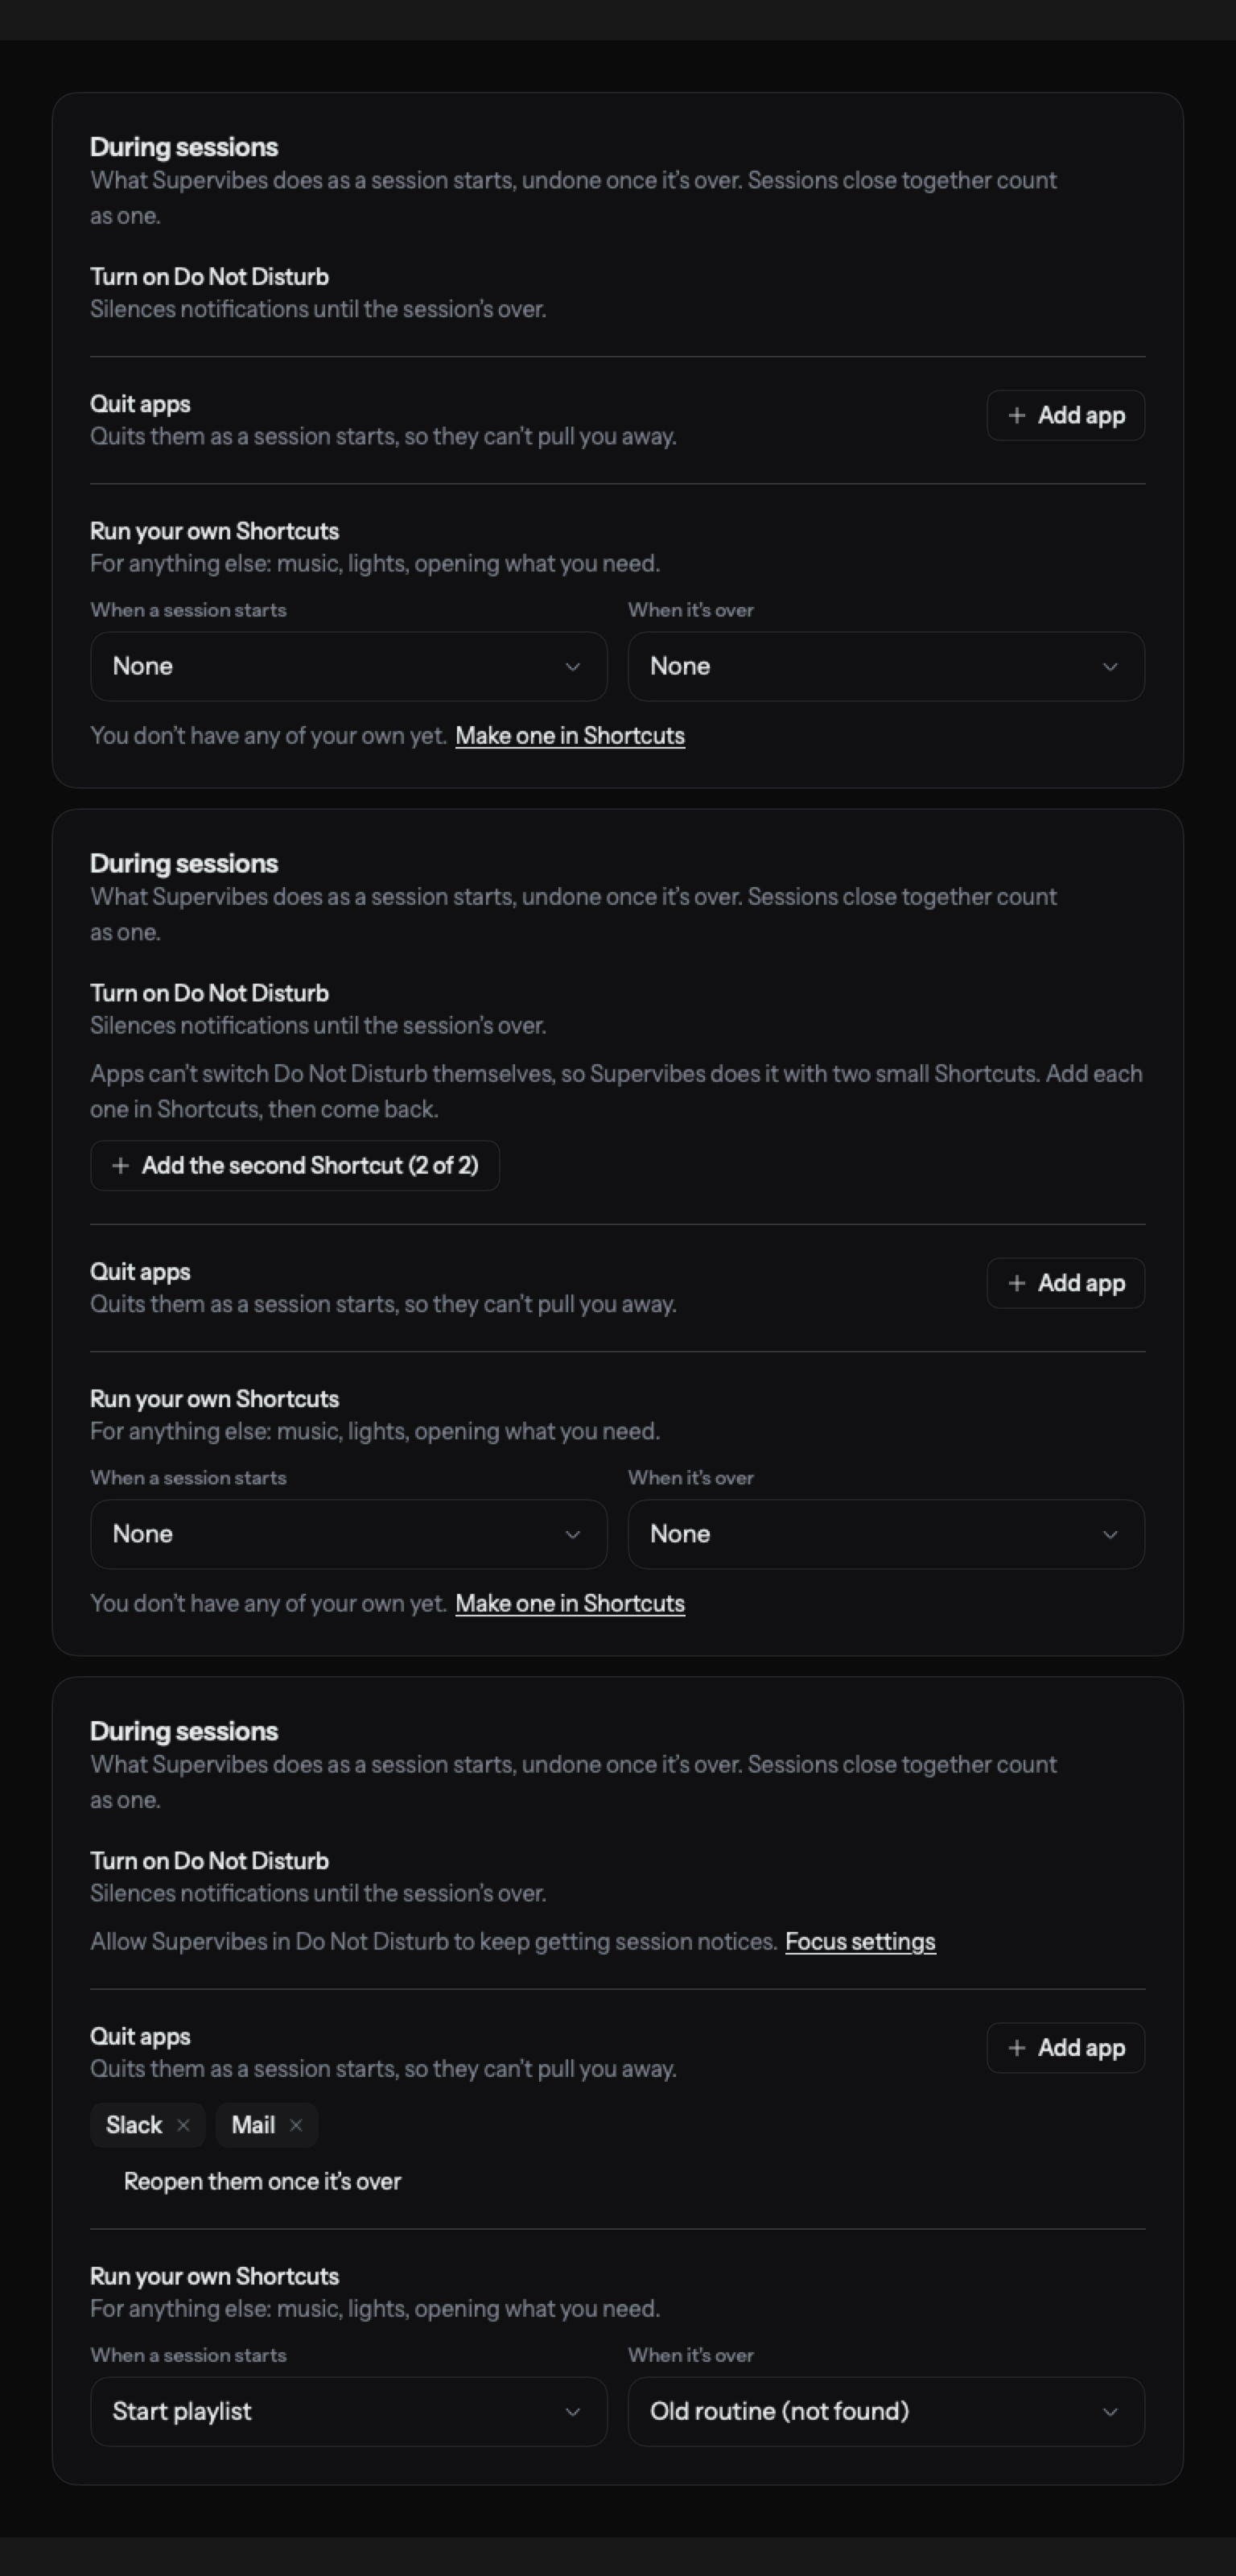 During sessions
What Supervibes does as a session starts, undone once it’s over. Sessions close together count
as one.
Turn on Do Not Disturb
Silences notifications until the session’s over.
Quit apps
Quits them as a session starts, so they can’t pull you away.
+ Add app
Run your own Shortcuts
For anything else: music, lights, opening what you need.
When a session starts
When it’s over
None
None
You don’t have any of your own yet. Make one in Shortcuts
During sessions
What Supervibes does as a session starts, undone once it’s over. Sessions close together count
as one.
Turn on Do Not Disturb
Silences notifications until the session’s over.
Apps can’t switch Do Not Disturb themselves, so Supervibes does it with two small Shortcuts. Add each
one in Shortcuts, then come back.
+ Add the second Shortcut (2 of 2)
Quit apps
Quits them as a session starts, so they can’t pull you away.
+ Add app
Run your own Shortcuts
For anything else: music, lights, opening what you need.
When a session starts
When it’s over
None
None
You don’t have any of your own yet. Make one in Shortcuts
During sessions
What Supervibes does as a session starts, undone once it’s over. Sessions close together count
as one.
Turn on Do Not Disturb
Silences notifications until the session’s over.
Allow Supervibes in Do Not Disturb to keep getting session notices. Focus settings
Quit apps
Quits them as a session starts, so they can’t pull you away.
+ Add app
Slack × Mail ×
Reopen them once it’s over
Run your own Shortcuts
For anything else: music, lights, opening what you need.
When a session starts
When it’s over
Start playlist
Old routine (not found)